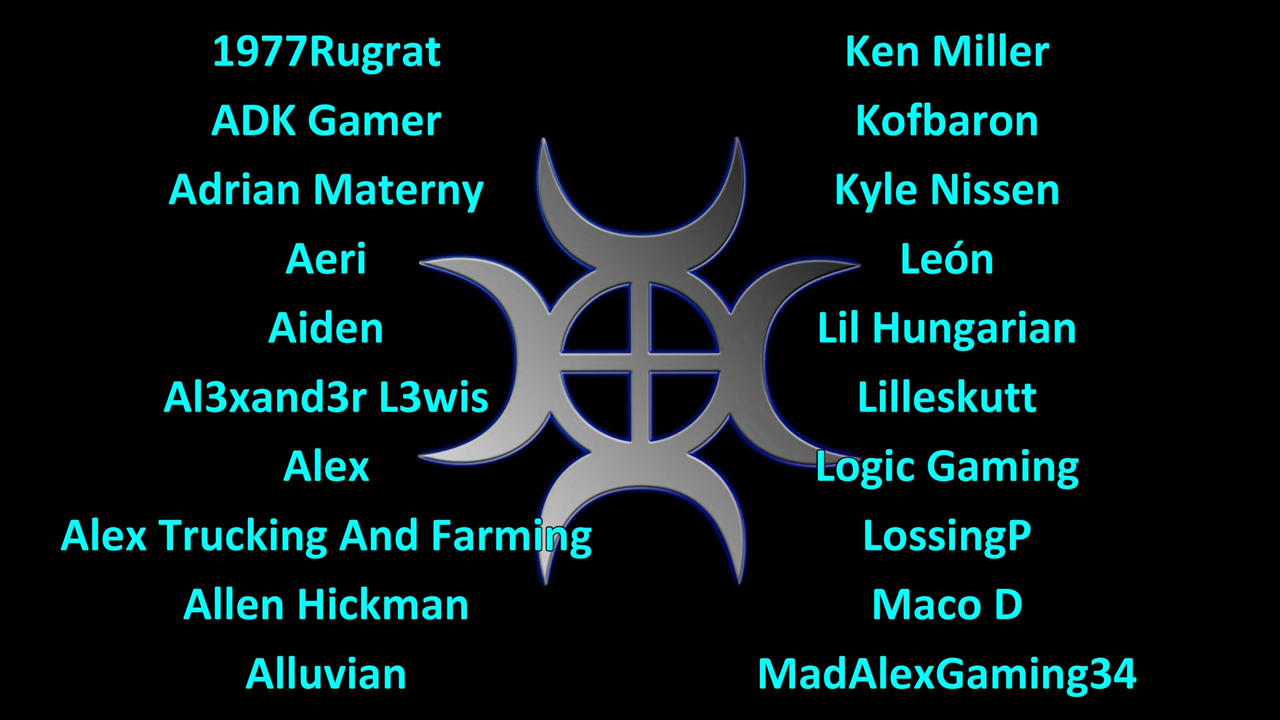 1977Rugrat
ADK Gamer
Adrian Materny
Aeri
Aiden
Al3xand3r L3wis
Alex
Alex Trucking And Farming
Allen Hickman
Alluvian
Ken Miller
Kofbaron
Kyle Nissen
León
Lil Hungarian
Lilleskutt
Logic Gaming
LossingP
Maco D
MadAlexGaming34